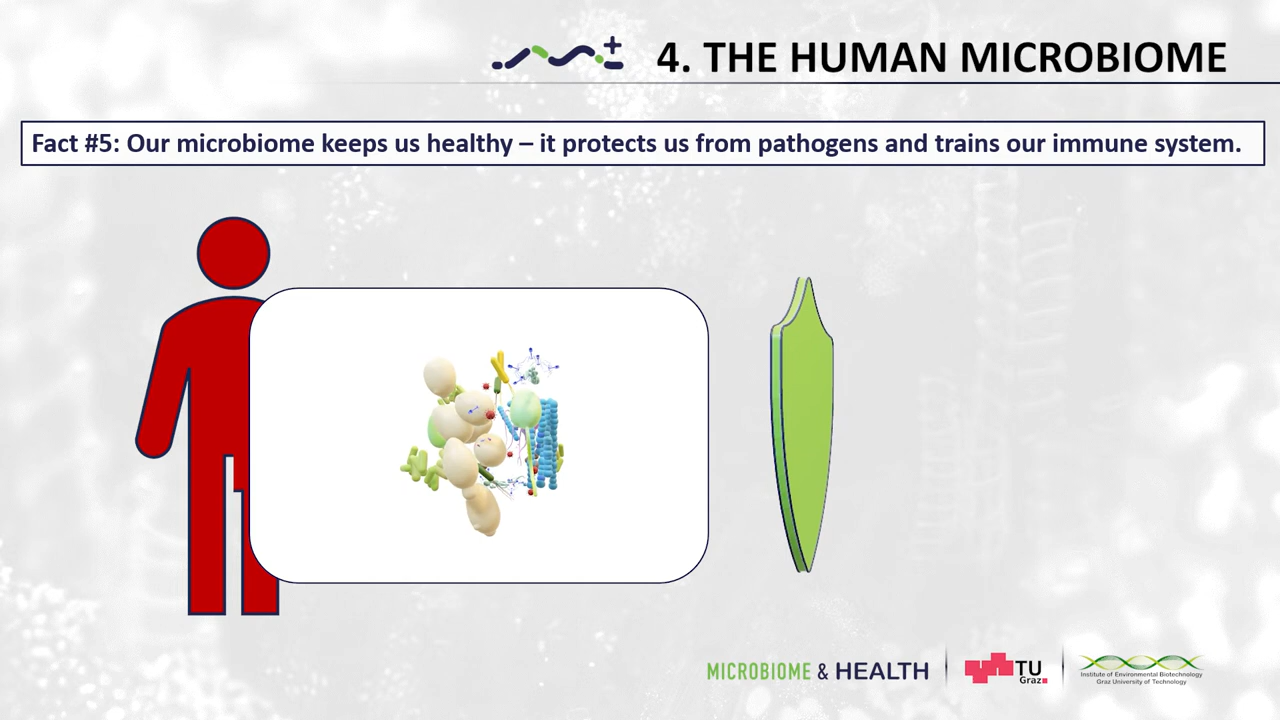 4. THE HUMAN MICROBIOME
Fact #5: Our microbiome keeps us healthy – it protects us from pathogens and trains our immune system.
MICROBIOME & HEALTH
TU
Graz
Institute of Environmental Biotechnology
Graz University of Technology